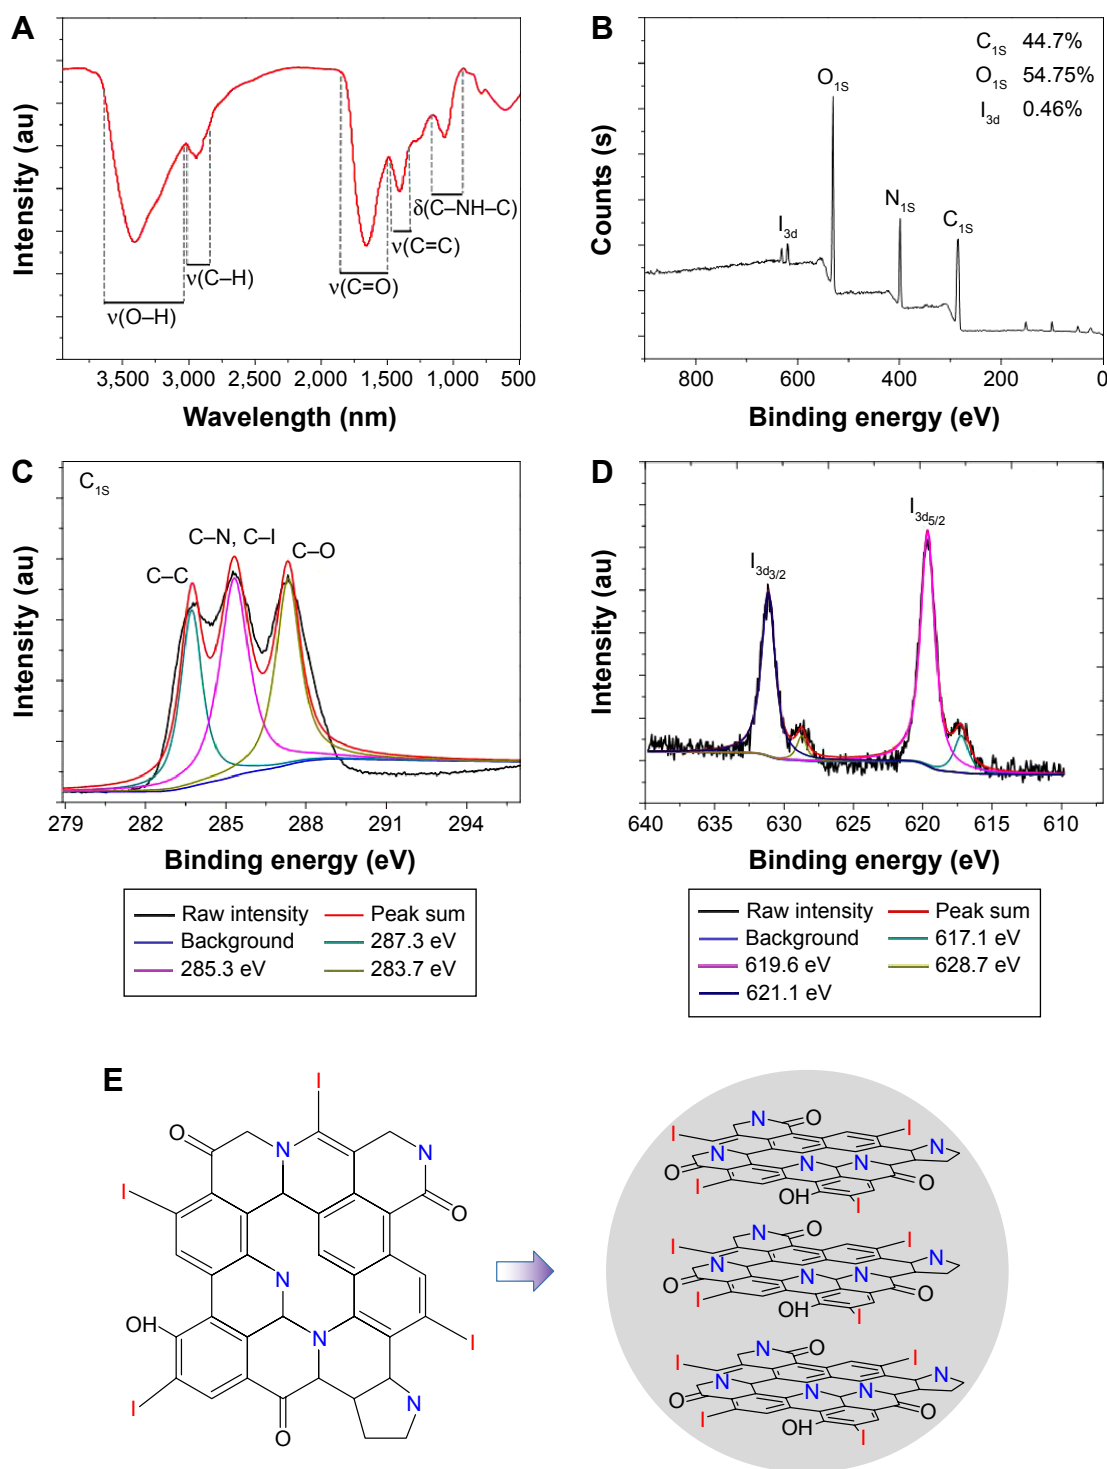 A
Intensity (au)
ν(O–H)
ν(C–H)
ν(C=O)
ν(C=C)
δ(C–NH–C)
3,500 3,000 2,500 2,000 1,500 1,000 500
Wavelength (nm)
B
Counts (s)
C1S 44.7%
O1S 54.75%
I3d 0.46%
I3d
O1S
N1S
C1S
800 600 400 200 0
Binding energy (eV)
C
Intensity (au)
C1S
C–C
C–N, C–I
C–O
279 282 285 288 291 294
Binding energy (eV)
Raw intensity Peak sum
Background 287.3 eV
285.3 eV 283.7 eV
D
Intensity (au)
I3d3/2
I3d5/2
640 635 630 625 620 615 610
Binding energy (eV)
Raw intensity Peak sum
Background 617.1 eV
619.6 eV 628.7 eV
621.1 eV
E
I
O N N
I O
N
OH N I
I N
O
N O
I I
N N
O N N O
I OH I
N O
I I
N N
O N N O
I OH I
N O
I I
N N
O N N O
I OH I